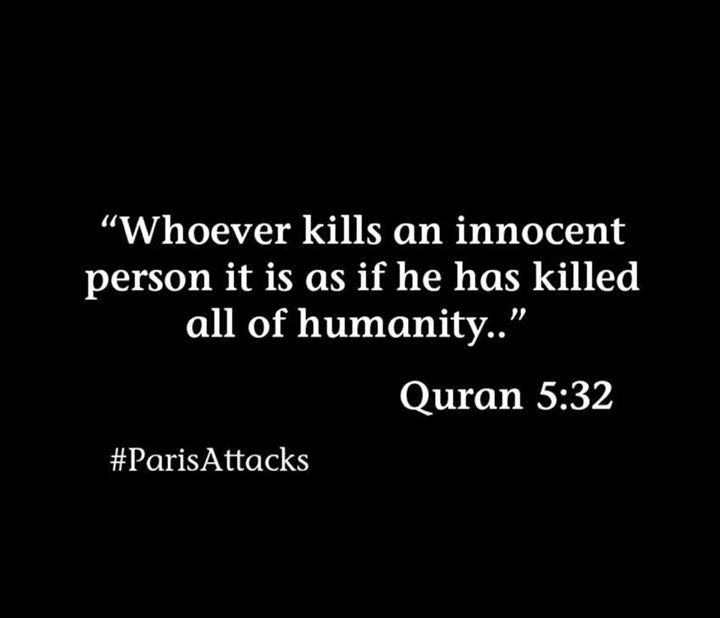 “Whoever kills an innocent
person it is as if he has killed
all of humanity..”
Quran 5:32
#ParisAttacks